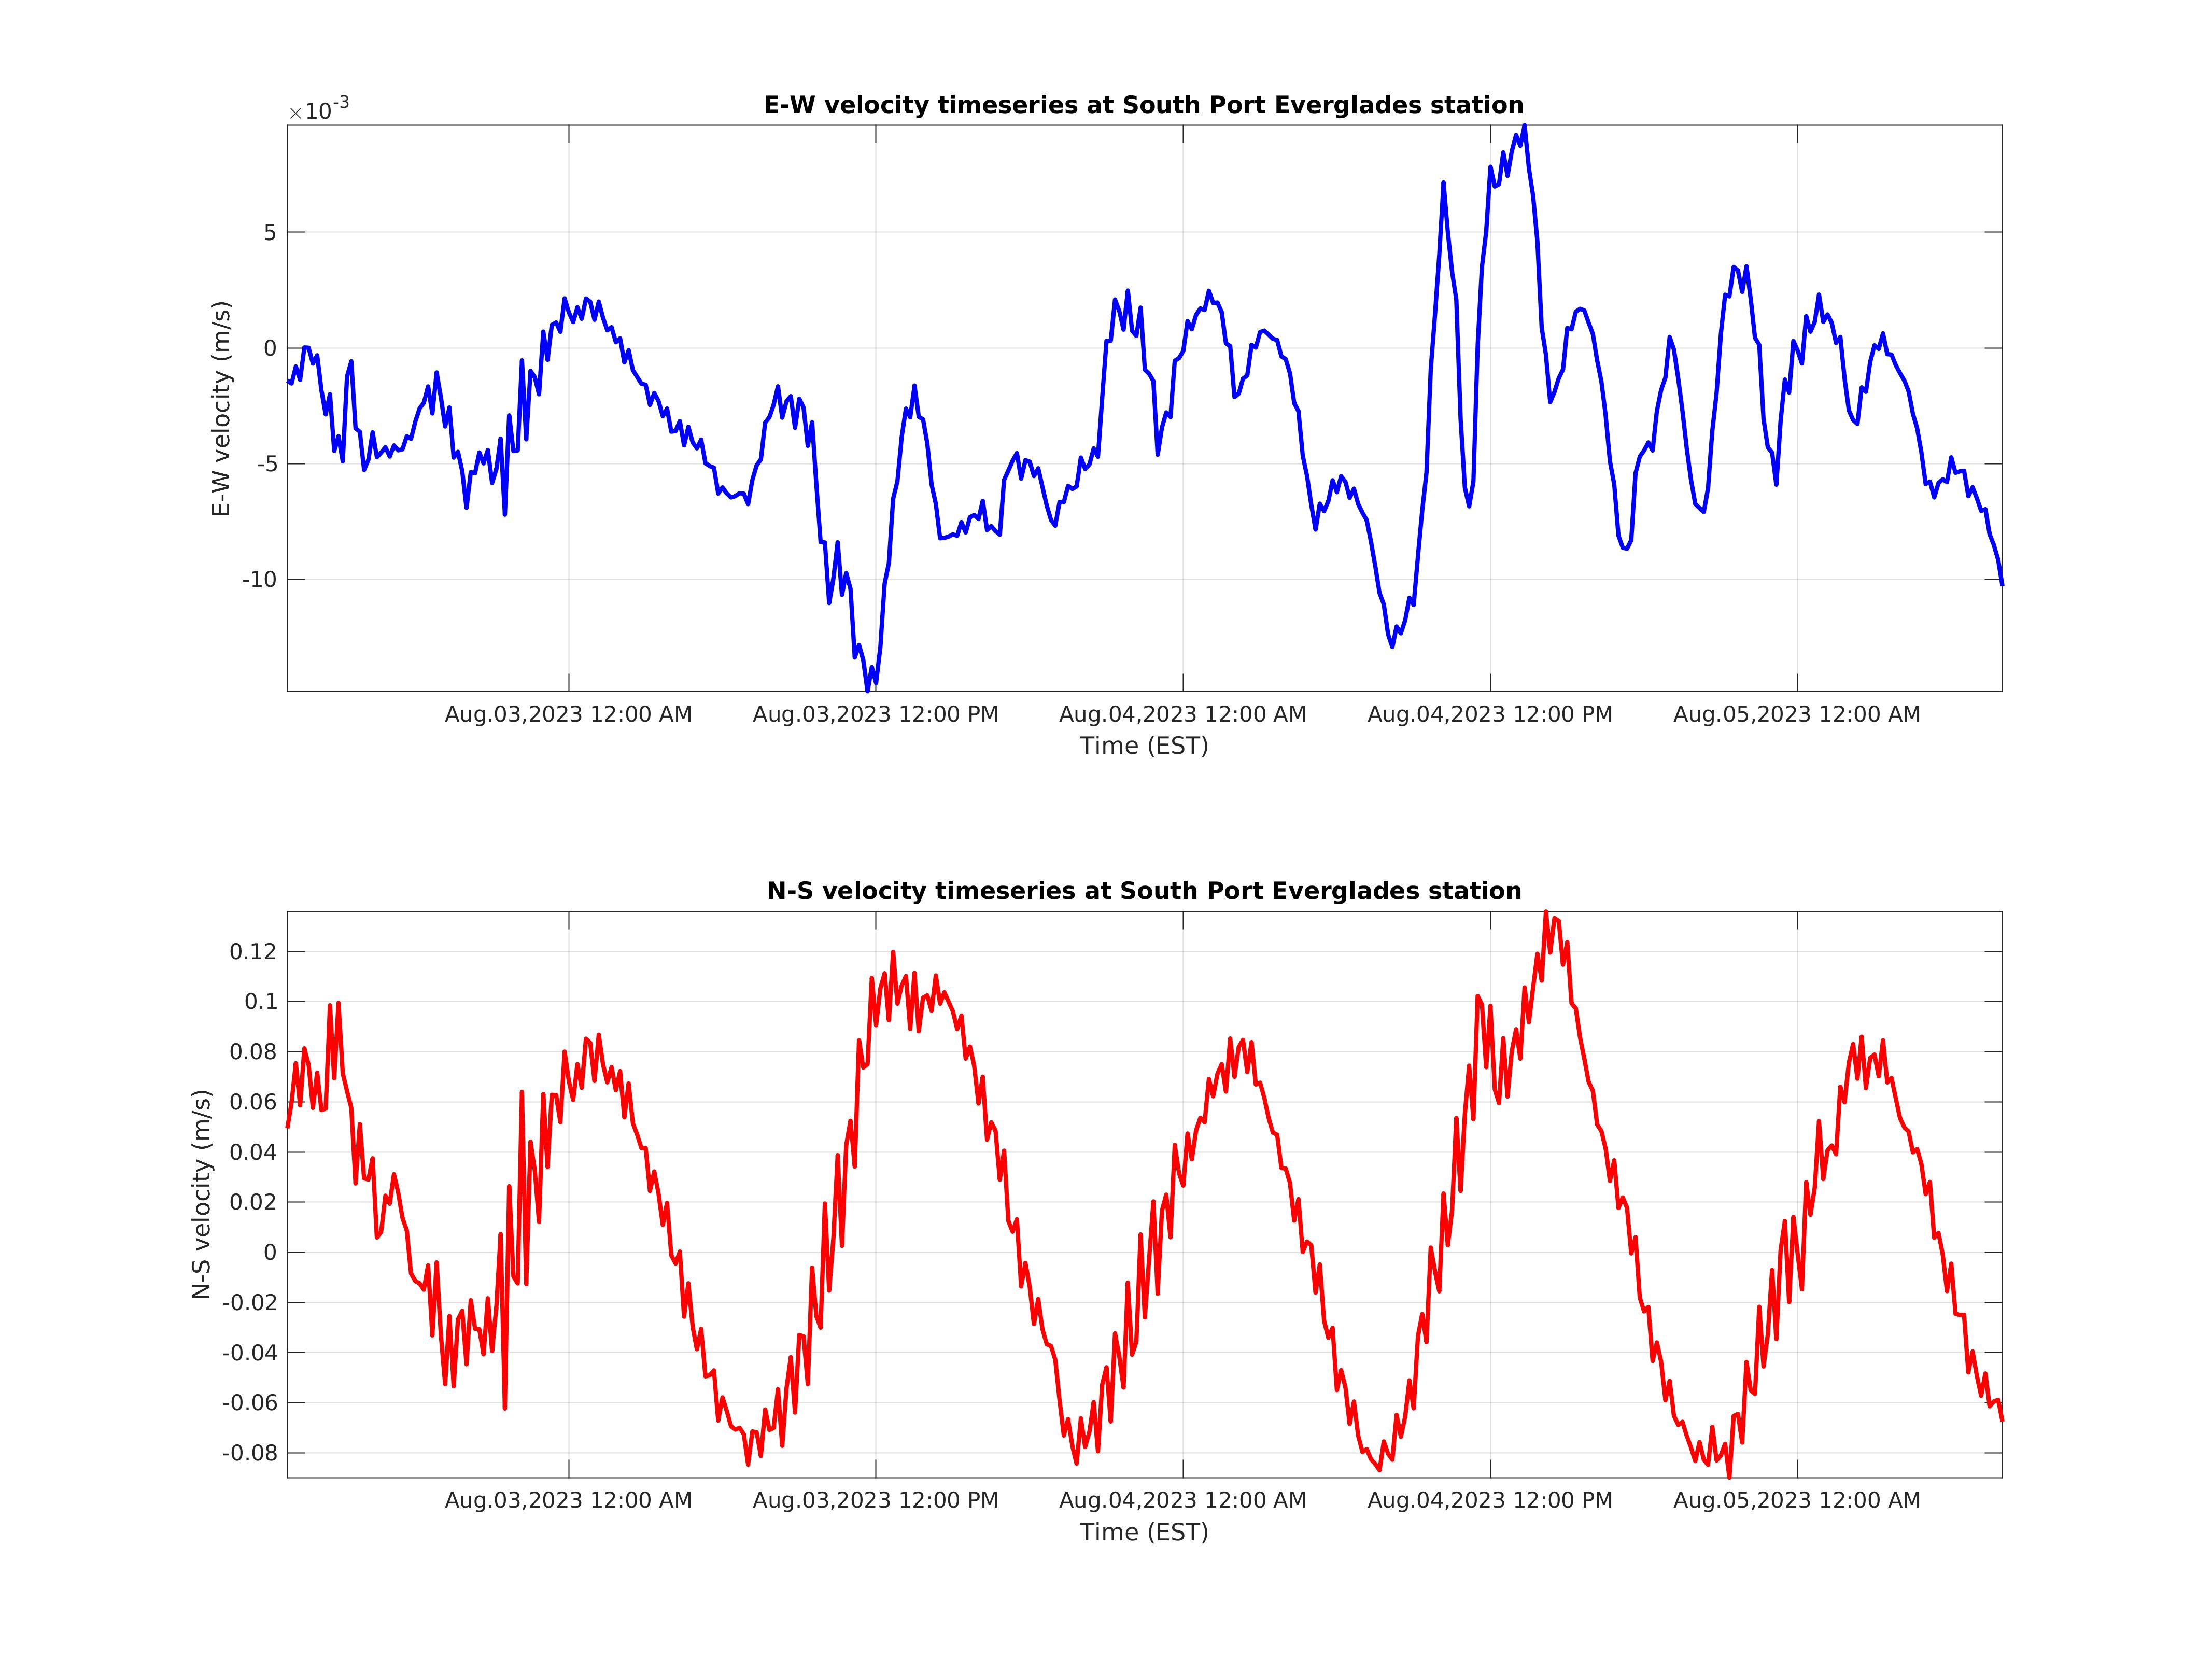 E-W velocity timeseries at South Port Everglades station
×10-3
E-W velocity (m/s)
5
0
-5
-10
Aug.03,2023 12:00 AM Aug.03,2023 12:00 PM Aug.04,2023 12:00 AM Aug.04,2023 12:00 PM Aug.05,2023 12:00 AM
Time (EST)
N-S velocity timeseries at South Port Everglades station
N-S velocity (m/s)
0.12
0.1
0.08
0.06
0.04
0.02
0
-0.02
-0.04
-0.06
-0.08
Aug.03,2023 12:00 AM Aug.03,2023 12:00 PM Aug.04,2023 12:00 AM Aug.04,2023 12:00 PM Aug.05,2023 12:00 AM
Time (EST)